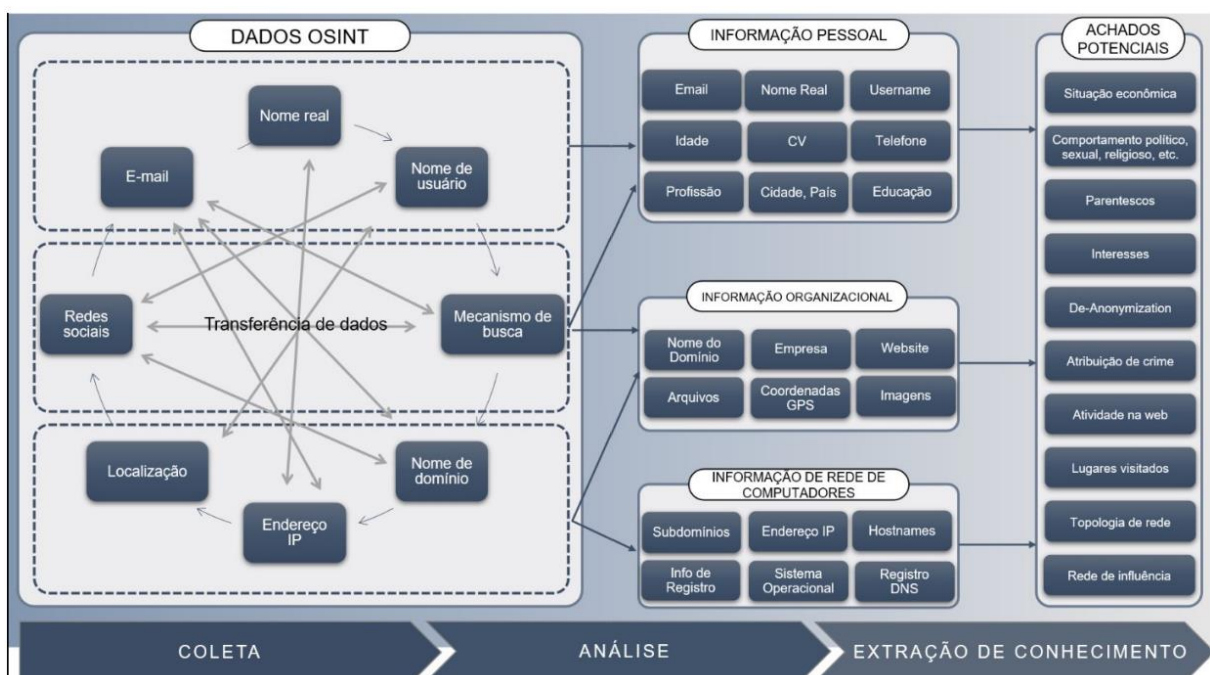 DADOS OSINT
Nome real
E-mail
Nome de
usuário
Redes
sociais
Transferência de dados
Mecanismo de
busca
Localização
Nome de
domínio
Endereço
IP
INFORMAÇÃO PESSOAL
Email
Nome Real
Username
Idade
CV
Telefone
Profissão
Cidade, País
Educação
INFORMAÇÃO ORGANIZACIONAL
Nome do
Domínio
Empresa
Website
Arquivos
Coordenadas
GPS
Imagens
INFORMAÇÃO DE REDE DE
COMPUTADORES
Subdomínios
Endereço IP
Hostnames
Info de
Registro
Sistema
Operacional
Registro
DNS
ACHADOS
POTENCIAIS
Situação econômica
Comportamento político,
sexual, religioso, etc.
Parentescos
Interesses
De-Anonymization
Atribuição de crime
Atividade na web
Lugares visitados
Topologia de rede
Rede de influência
COLETA
ANÁLISE
EXTRAÇÃO DE CONHECIMENTO